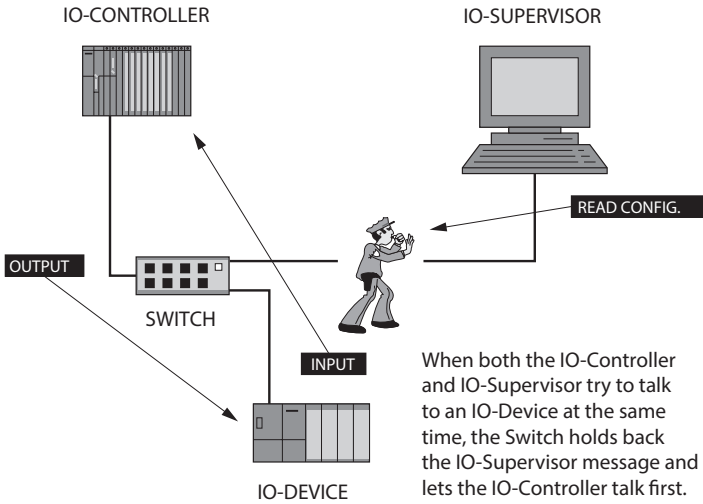 IO-CONTROLLER
IO-SUPERVISOR
READ CONFIG.
OUTPUT
SWITCH
INPUT
When both the IO-Controller
and IO-Supervisor try to talk
to an IO-Device at the same
time, the Switch holds back
the IO-Supervisor message and
lets the IO-Controller talk first.
IO-DEVICE